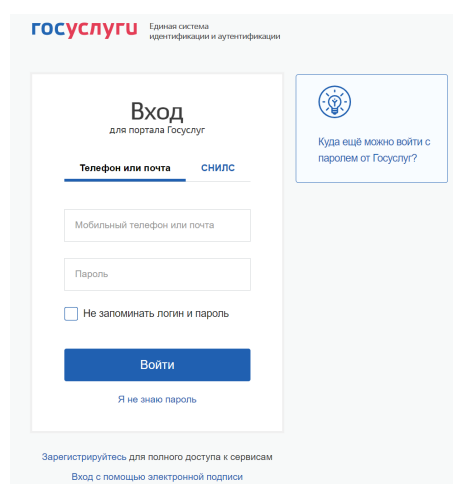 госуслуги
Единая система
идентификации и аутентификации
Вход
для портала Госуслуг
Телефон или почта
СНИЛС
Мобильный телефон или почта
Пароль
Не запоминать логин и пароль
Войти
Я не знаю пароль
Куда ещё можно войти с
паролем от Госуслуг?
Зарегистрируйтесь для полного доступа к сервисам
Вход с помощью электронной подписи